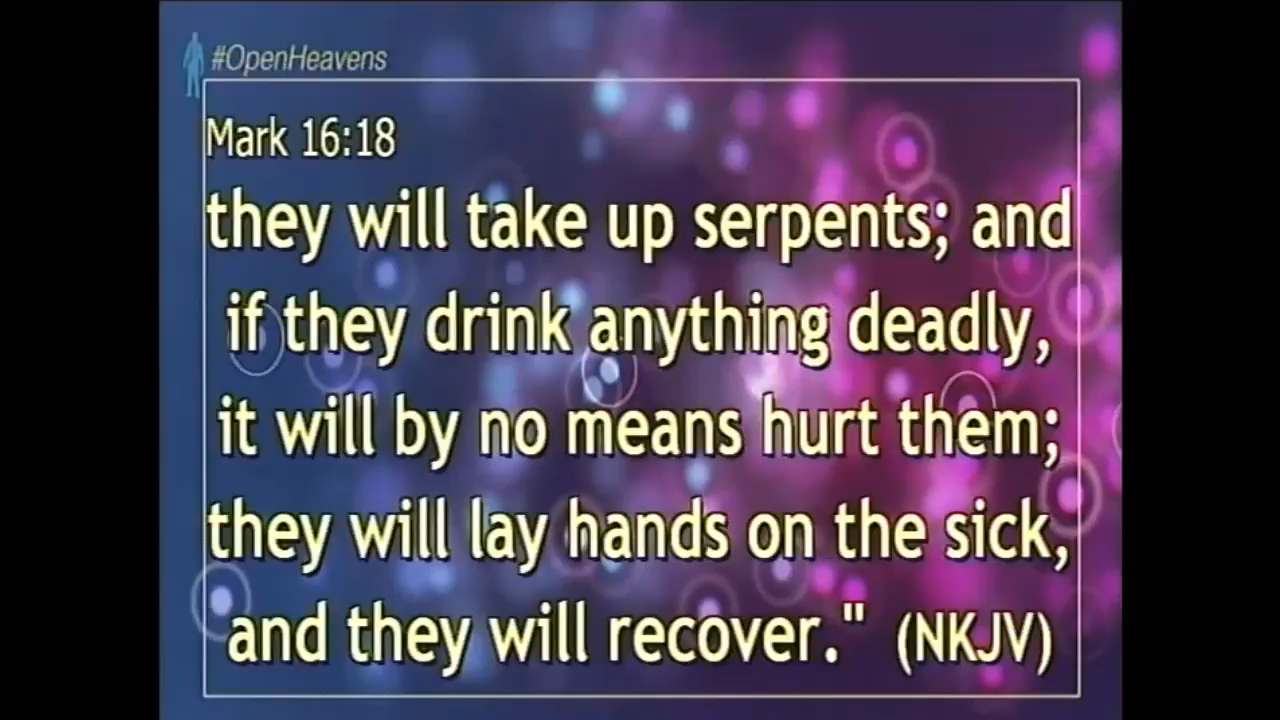 #OpenHeavens
Mark 16:18
they will take up serpents; and
if they drink anything deadly,
it will by no means hurt them;
they will lay hands on the sick,
and they will recover." (NKJV)